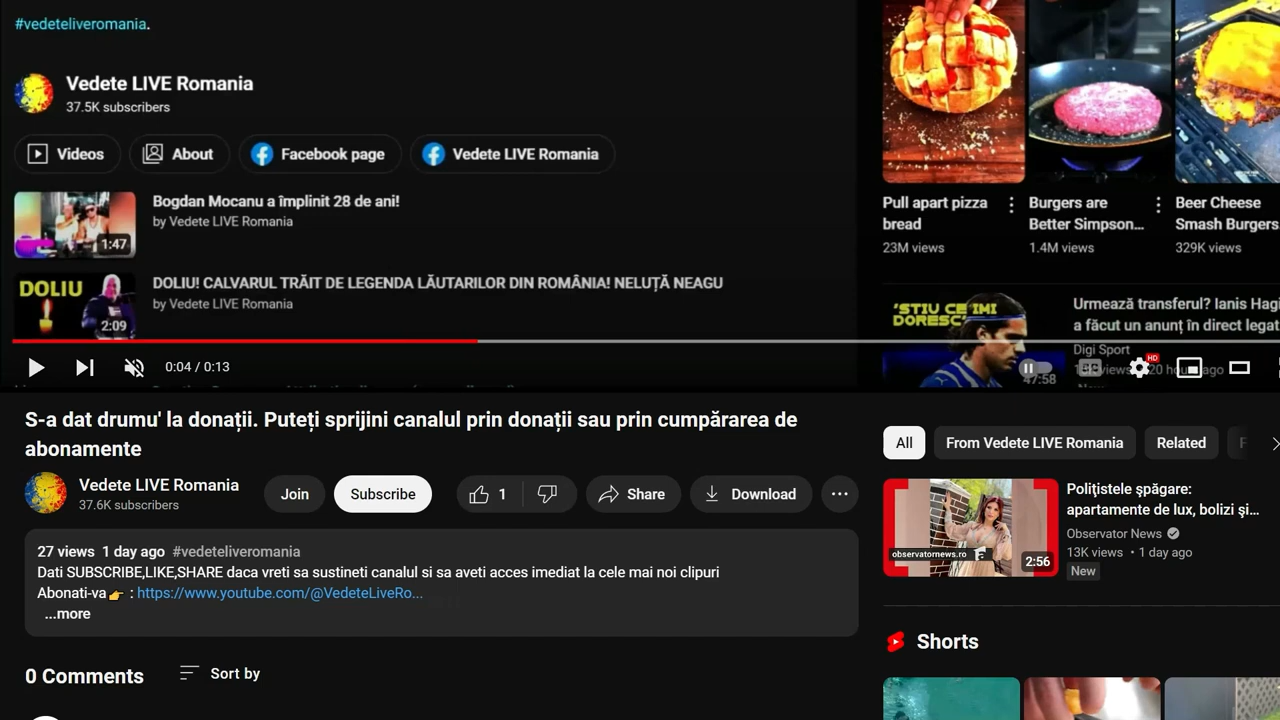 #vedeteliveromania.
Vedete LIVE Romania
37.5K subscribers
Videos
About
Facebook page
Vedete LIVE Romania
Bogdan Mocanu a împlinit 28 de ani!
by Vedete LIVE Romania
1:47
DOLIU! CALVARUL TRĂIT DE LEGENDA LĂUTARILOR DIN ROMÂNIA! NELUȚĂ NEAGU
by Vedete LIVE Romania
DOLIU
2:09
0:04 / 0:13
Pull apart pizza
bread
23M views
Burgers are
Better Simpson...
1.4M views
Beer Cheese
Smash Burgers
329K views
'STIU CE IMI
DORESC'
47:58
Urmează transferul? Ianis Hagi
a făcut un anunț în direct legat
Digi Sport
20 hours ago
HD
S-a dat drumu' la donații. Puteți sprijini canalul prin donații sau prin cumpărarea de
abonamente
Vedete LIVE Romania
37.6K subscribers
Join
Subscribe
1
Share
Download
27 views 1 day ago #vedeteliveromania
Dati SUBSCRIBE,LIKE,SHARE daca vreti sa sustineti canalul si sa aveti acces imediat la cele mai noi clipuri
Abonati-va👉 : https://www.youtube.com/@VedeteLiveRo...
...more
0 Comments
Sort by
All
From Vedete LIVE Romania
Related
observatornews.ro
2:56
Polițistele șpăgare:
apartamente de lux, bolizi și...
Observator News
13K views • 1 day ago
New
Shorts